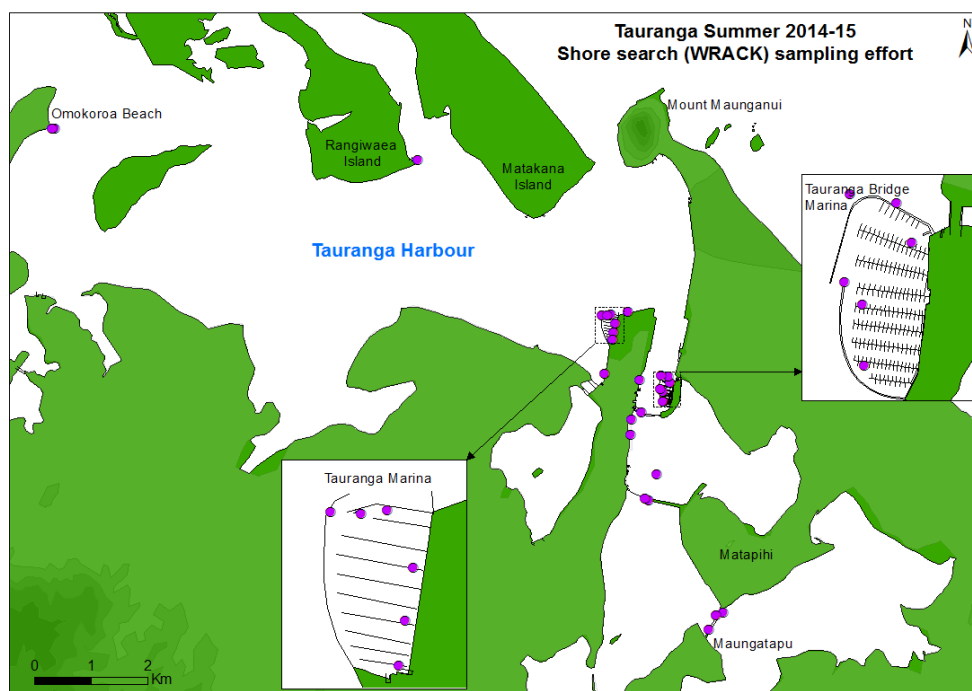 Tauranga Summer 2014-15
Shore search (WRACK) sampling effort
N
Omokoroa Beach
Mount Maunganui
Rangiwaea
Island
Matakana
Island
Tauranga Bridge
Marina
Tauranga Harbour
Tauranga Marina
Matapihi
Maungatapu
0 1 2
Km